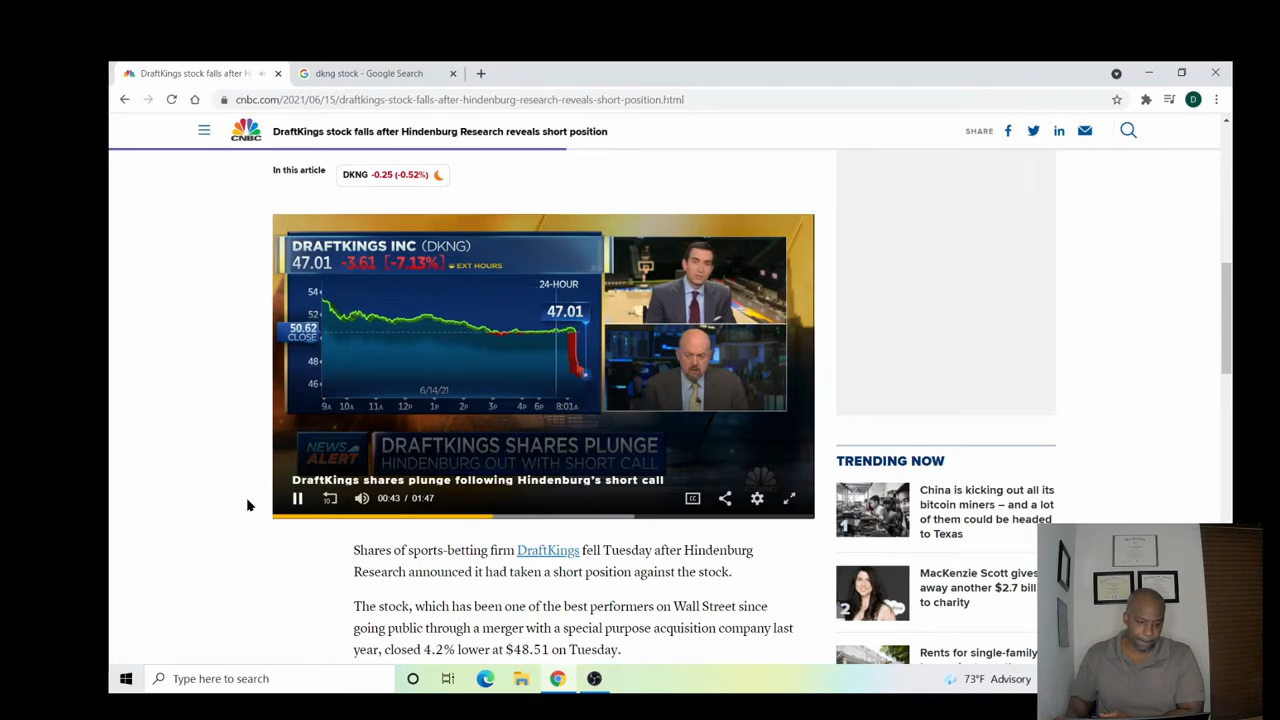 DraftKings stock falls after H
dkng stock - Google Search
cnbc.com/2021/06/15/draftkings-stock-falls-after-hindenburg-research-reveals-short-position.html
D
CNBC
DraftKings stock falls after Hindenburg Research reveals short position
SHARE
In this article
DKNG -0.25 (-0.52%)
DRAFTKINGS INC (DKNG)
47.01 -3.61 [-7.13%] EXT HOURS
24-HOUR
54
47.01
52
50.62
CLOSE
48
46
6/14/21
9A 10A 11A 12P 1P 2P 3P 4P 6P 8:01A
NEWS ALERT
DRAFTKINGS SHARES PLUNGE
HINDENBURG OUT WITH SHORT CALL
DraftKings shares plunge following Hindenburg's short call
10
00:43 / 01:47
CC
Shares of sports-betting firm DraftKings fell Tuesday after Hindenburg
Research announced it had taken a short position against the stock.
The stock, which has been one of the best performers on Wall Street since
going public through a merger with a special purpose acquisition company last
year, closed 4.2% lower at $48.51 on Tuesday.
TRENDING NOW
1
China is kicking out all its
bitcoin miners – and a lot
of them could be headed
to Texas
2
MacKenzie Scott gives
away another $2.7 bill
to charity
Rents for single-family
Type here to search
73°F Advisory